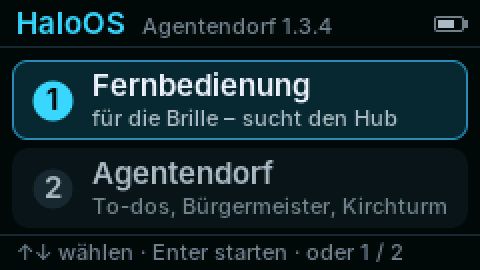 HaloOS Agentendorf 1.3.4
1 Fernbedienung
für die Brille – sucht den Hub
2 Agentendorf
To-dos, Bürgermeister, Kirchturm
↑↓ wählen · Enter starten · oder 1 / 2